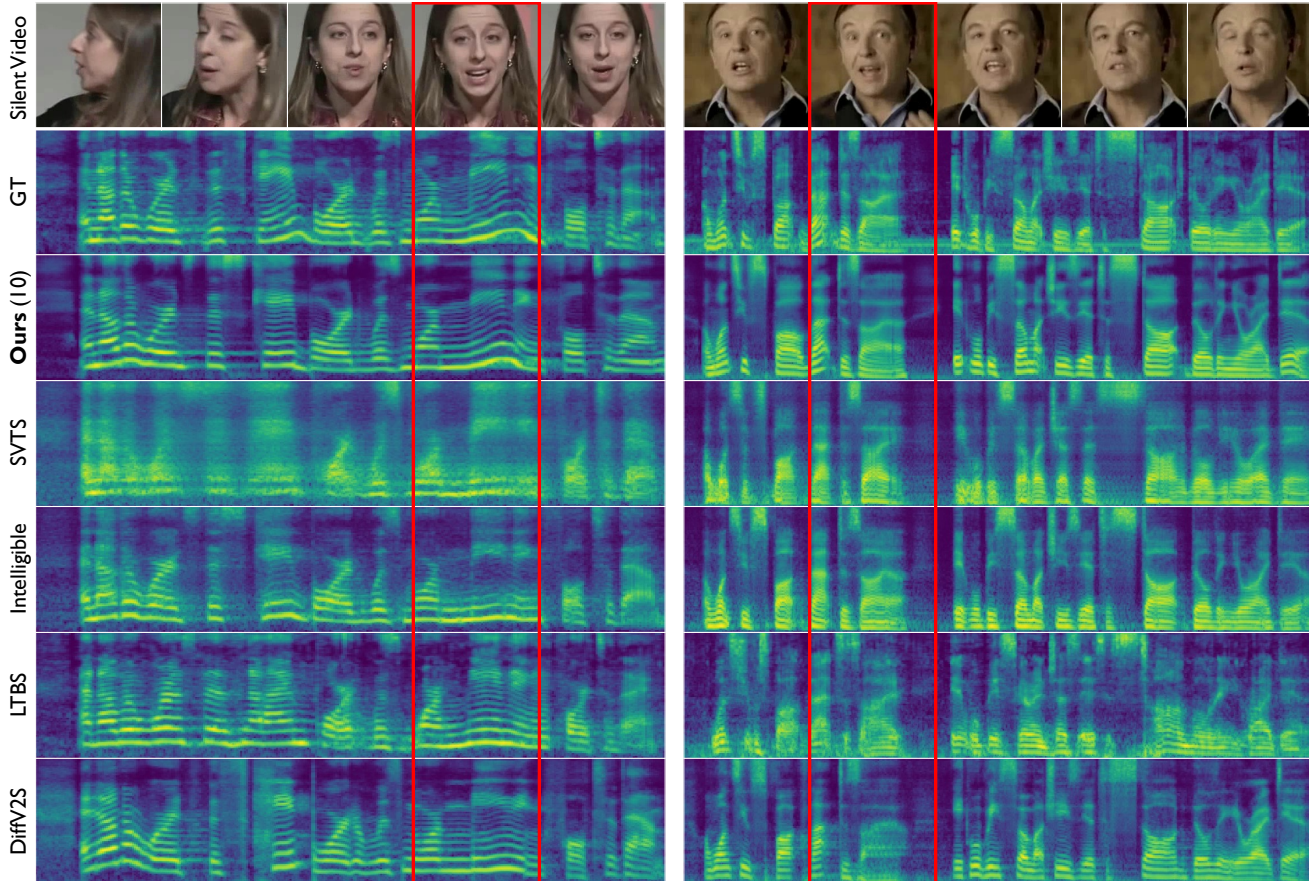 Silent Video
GT
Ours (10)
SVTS
Intelligible
LTBS
DiffV2S